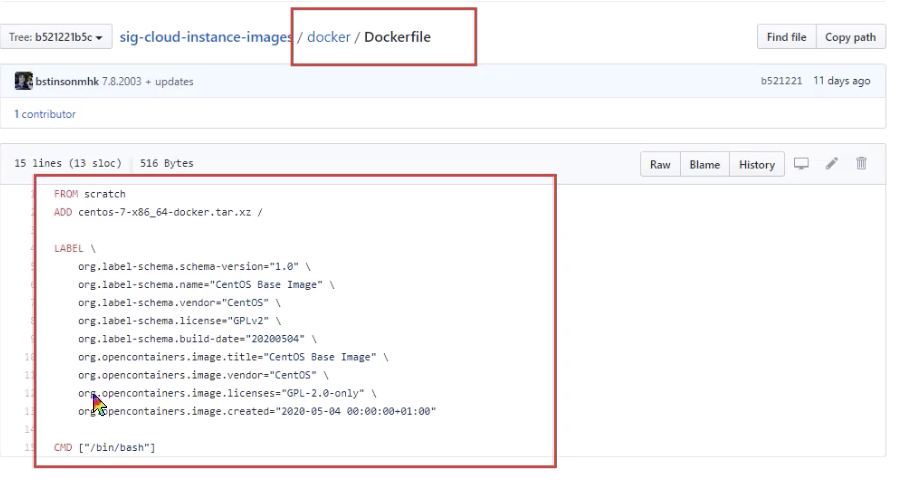 Tree: b521221b5c
sig-cloud-instance-images / docker / Dockerfile
Find file
Copy path
bstinsonmhk 7.8.2003 + updates
b521221
11 days ago
1 contributor
15 lines (13 sloc)
516 Bytes
Raw
Blame
History
FROM scratch
ADD centos-7-x86_64-docker.tar.xz /
LABEL \
org.label-schema.schema-version="1.0" \
org.label-schema.name="CentOS Base Image" \
org.label-schema.vendor="CentOS" \
org.label-schema.license="GPLv2" \
org.label-schema.build-date="20200504" \
org.opencontainers.image.title="CentOS Base Image" \
org.opencontainers.image.vendor="CentOS" \
org.opencontainers.image.licenses="GPL-2.0-only" \
org.opencontainers.image.created="2020-05-04 00:00:00+01:00"
CMD ["/bin/bash"]